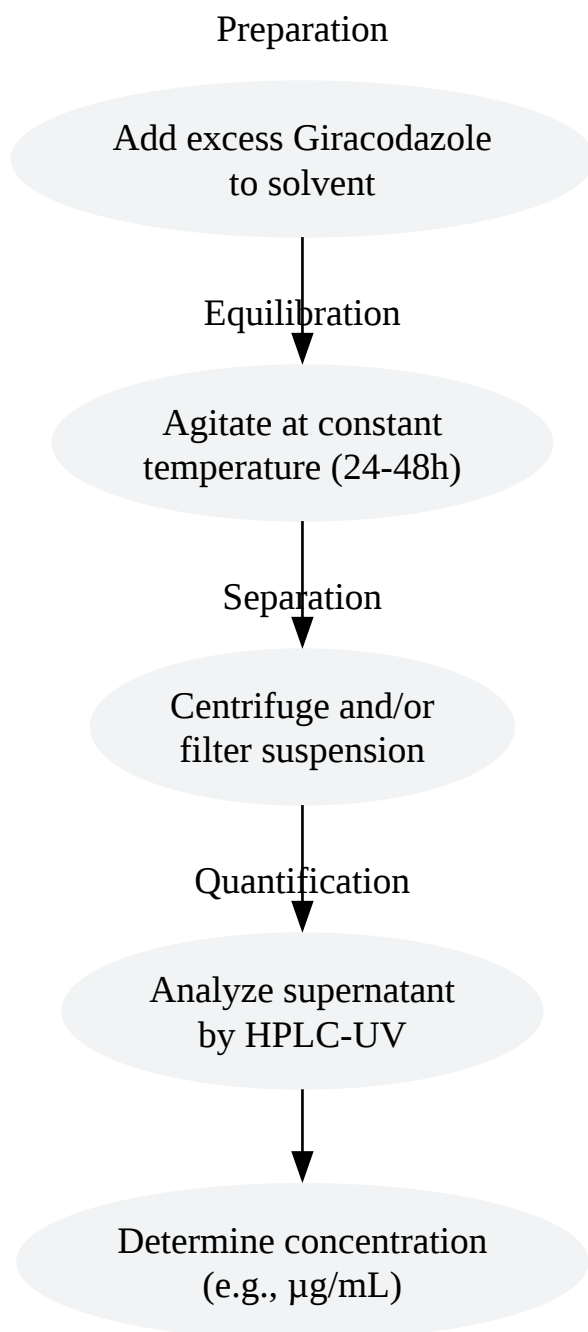 Preparation
Add excess Giracodazole
to solvent
Equilibration
Agitate at constant
temperature (24-48h)
Separation
Centrifuge and/or
filter suspension
Quantification
Analyze supernatant
by HPLC-UV
Determine concentration
(e.g., µg/mL)